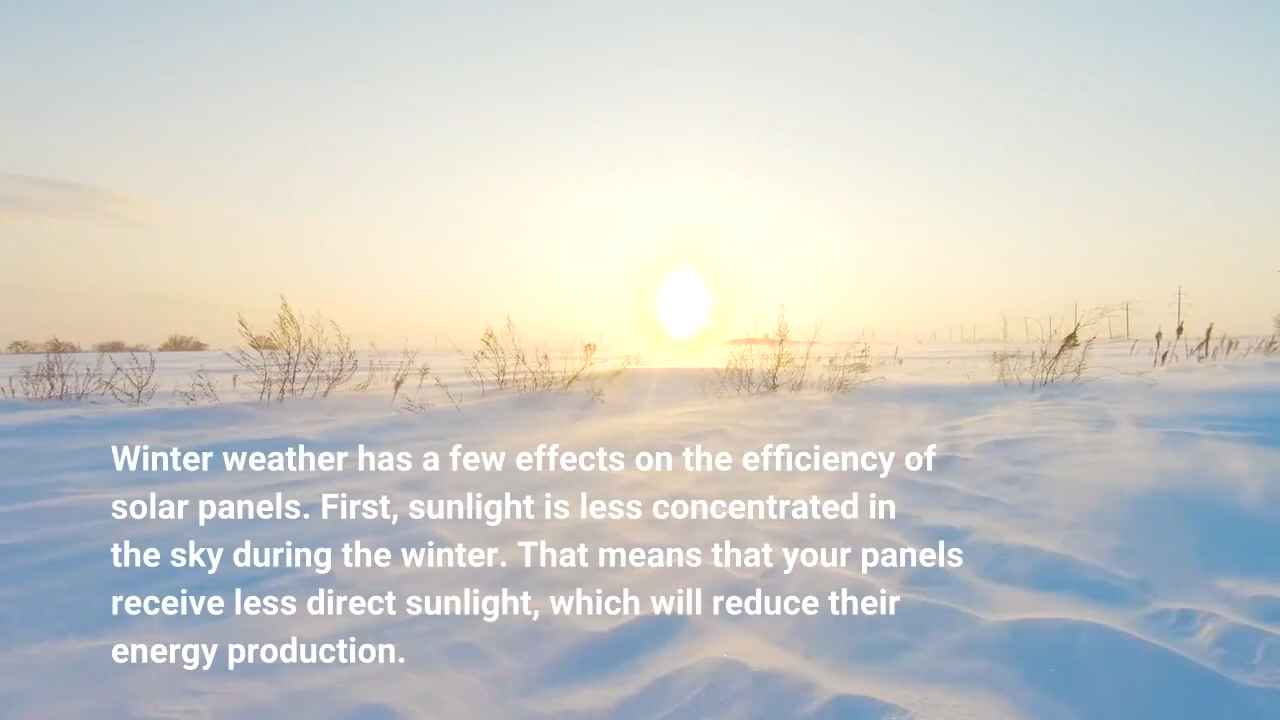 Winter weather has a few effects on the efficiency of
solar panels. First, sunlight is less concentrated in
the sky during the winter. That means that your panels
receive less direct sunlight, which will reduce their
energy production.